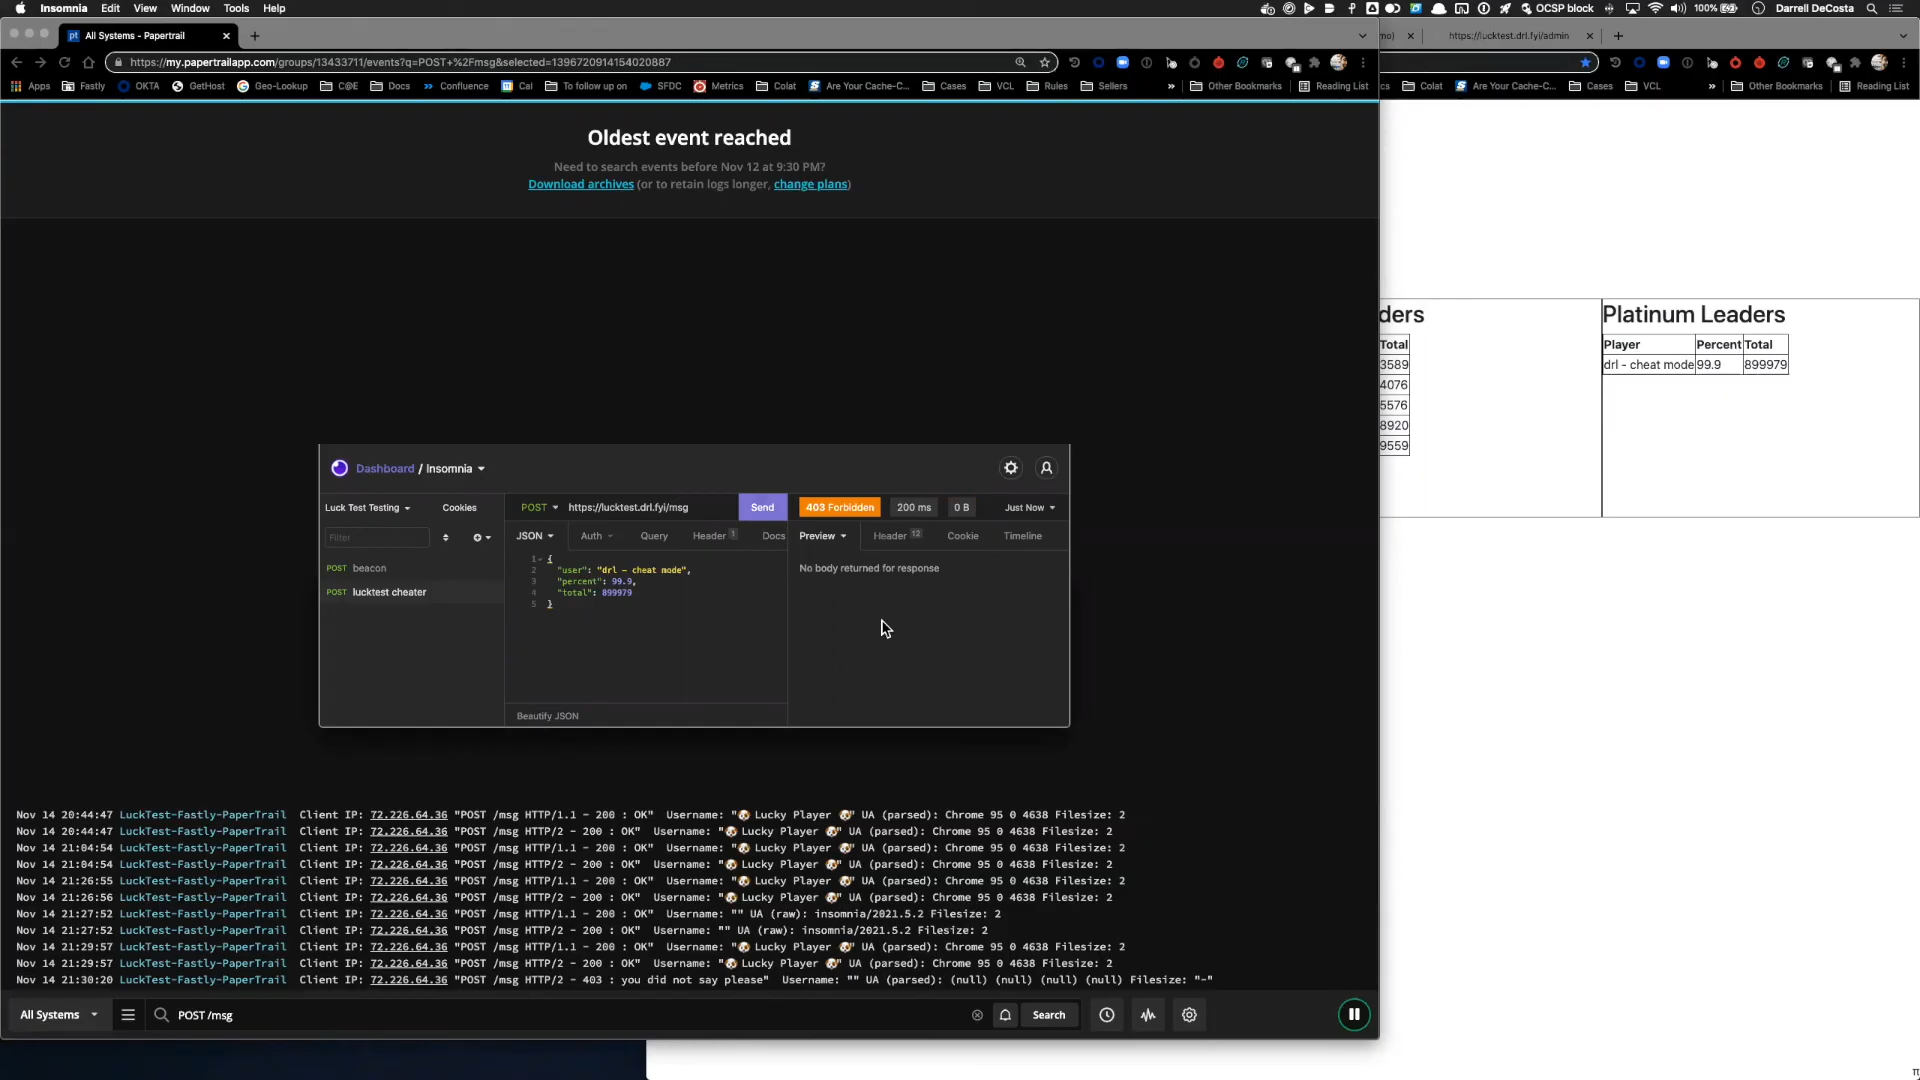 Insomnia Edit View Window Tools Help OCSP block 100% Darrell DeCosta
pt All Systems - Papertrail × + mo) × https://lucktest.drl.fyi/admin × +
https://my.papertrailapp.com/groups/13433711/events?q=POST+%2Fmsg&selected=1396720914154020887
Apps Fastly OKTA GetHost Geo-Lookup C@E Docs Confluence Cal To follow up on SFDC Metrics Colat Are Your Cache-C... Cases VCL Rules Sellers » Other Bookmarks Reading List cs Colat Are Your Cache-C... Cases VCL » Other Bookmarks Reading List
Oldest event reached
Need to search events before Nov 12 at 9:30 PM?
Download archives (or to retain logs longer, change plans)
ders
Total
3589
4076
5576
8920
9559
Platinum Leaders
Player Percent Total
drl - cheat mode 99.9 899979
Dashboard / Insomnia
Luck Test Testing Cookies POST https://lucktest.drl.fyi/msg Send 403 Forbidden 200 ms 0 B Just Now
Filter JSON Auth Query Header 1 Docs Preview Header 12 Cookie Timeline
POST beacon
POST lucktest cheater
1 {
2 "user": "drl - cheat mode",
3 "percent": 99.9,
4 "total": 899979
5 }
No body returned for response
Beautify JSON
Nov 14 20:44:47 LuckTest-Fastly-PaperTrail Client IP: 72.226.64.36 "POST /msg HTTP/1.1 - 200 : OK" Username: "🐶 Lucky Player 🐶" UA (parsed): Chrome 95 0 4638 Filesize: 2
Nov 14 20:44:47 LuckTest-Fastly-PaperTrail Client IP: 72.226.64.36 "POST /msg HTTP/2 - 200 : OK" Username: "🐶 Lucky Player 🐶" UA (parsed): Chrome 95 0 4638 Filesize: 2
Nov 14 21:04:54 LuckTest-Fastly-PaperTrail Client IP: 72.226.64.36 "POST /msg HTTP/1.1 - 200 : OK" Username: "🐶 Lucky Player 🐶" UA (parsed): Chrome 95 0 4638 Filesize: 2
Nov 14 21:04:54 LuckTest-Fastly-PaperTrail Client IP: 72.226.64.36 "POST /msg HTTP/2 - 200 : OK" Username: "🐶 Lucky Player 🐶" UA (parsed): Chrome 95 0 4638 Filesize: 2
Nov 14 21:26:55 LuckTest-Fastly-PaperTrail Client IP: 72.226.64.36 "POST /msg HTTP/1.1 - 200 : OK" Username: "🐶 Lucky Player 🐶" UA (parsed): Chrome 95 0 4638 Filesize: 2
Nov 14 21:26:56 LuckTest-Fastly-PaperTrail Client IP: 72.226.64.36 "POST /msg HTTP/2 - 200 : OK" Username: "🐶 Lucky Player 🐶" UA (parsed): Chrome 95 0 4638 Filesize: 2
Nov 14 21:27:52 LuckTest-Fastly-PaperTrail Client IP: 72.226.64.36 "POST /msg HTTP/1.1 - 200 : OK" Username: "" UA (raw): insomnia/2021.5.2 Filesize: 2
Nov 14 21:27:52 LuckTest-Fastly-PaperTrail Client IP: 72.226.64.36 "POST /msg HTTP/2 - 200 : OK" Username: "" UA (raw): insomnia/2021.5.2 Filesize: 2
Nov 14 21:29:57 LuckTest-Fastly-PaperTrail Client IP: 72.226.64.36 "POST /msg HTTP/1.1 - 200 : OK" Username: "🐶 Lucky Player 🐶" UA (parsed): Chrome 95 0 4638 Filesize: 2
Nov 14 21:29:57 LuckTest-Fastly-PaperTrail Client IP: 72.226.64.36 "POST /msg HTTP/2 - 200 : OK" Username: "🐶 Lucky Player 🐶" UA (parsed): Chrome 95 0 4638 Filesize: 2
Nov 14 21:30:20 LuckTest-Fastly-PaperTrail Client IP: 72.226.64.36 "POST /msg HTTP/2 - 403 : you did not say please" Username: "" UA (parsed): (null) (null) (null) (null) Filesize: "-"
All Systems POST /msg Search
π